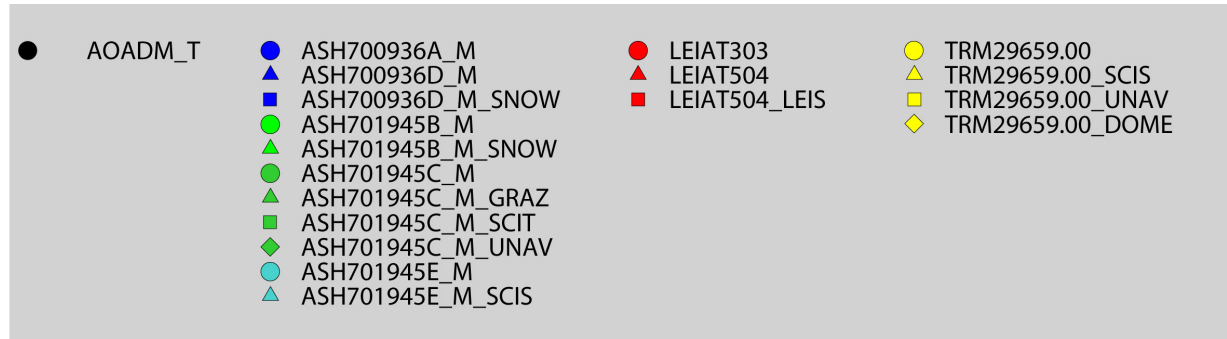 AOADM_T
ASH700936A_M
ASH700936D_M
ASH700936D_M_SNOW
ASH701945B_M
ASH701945B_M_SNOW
ASH701945C_M
ASH701945C_M_GRAZ
ASH701945C_M_SCIT
ASH701945C_M_UNAV
ASH701945E_M
ASH701945E_M_SCIS
LEIAT303
LEIAT504
LEIAT504_LEIS
TRM29659.00
TRM29659.00_SCIS
TRM29659.00_UNAV
TRM29659.00_DOME